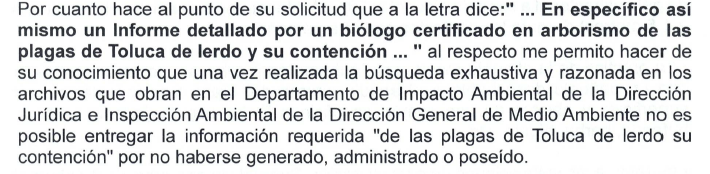 Por cuanto hace al punto de su solicitud que a la letra dice:" ... En específico así
mismo un Informe detallado por un biólogo certificado en arborismo de las
plagas de Toluca de lerdo y su contención ... " al respecto me permito hacer de
su conocimiento que una vez realizada la búsqueda exhaustiva y razonada en los
archivos que obran en el Departamento de Impacto Ambiental de la Dirección
Jurídica e Inspección Ambiental de la Dirección General de Medio Ambiente no es
posible entregar la información requerida "de las plagas de Toluca de lerdo su
contención" por no haberse generado, administrado o poseído.